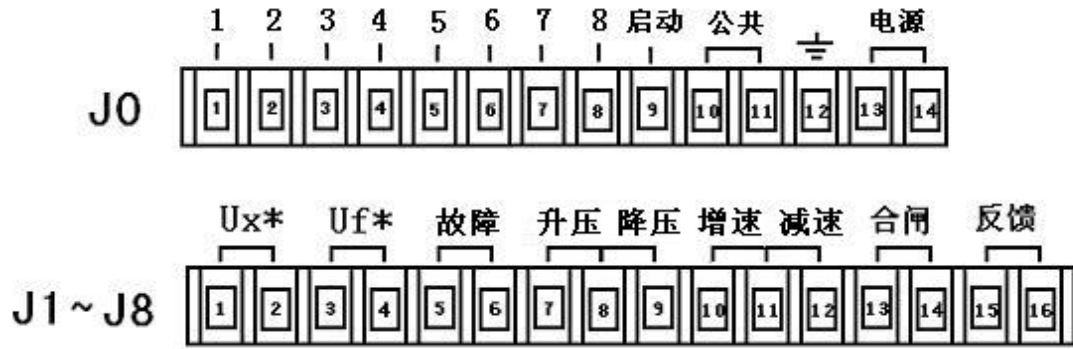 1 2 3 4 5 6 7 8 启动 公共 电源
J0 1 2 3 4 5 6 7 8 9 10 11 12 13 14
Ux* Uf* 故障 升压 降压 增速 减速 合闸 反馈
J1~J8 1 2 3 4 5 6 7 8 9 10 11 12 13 14 15 16